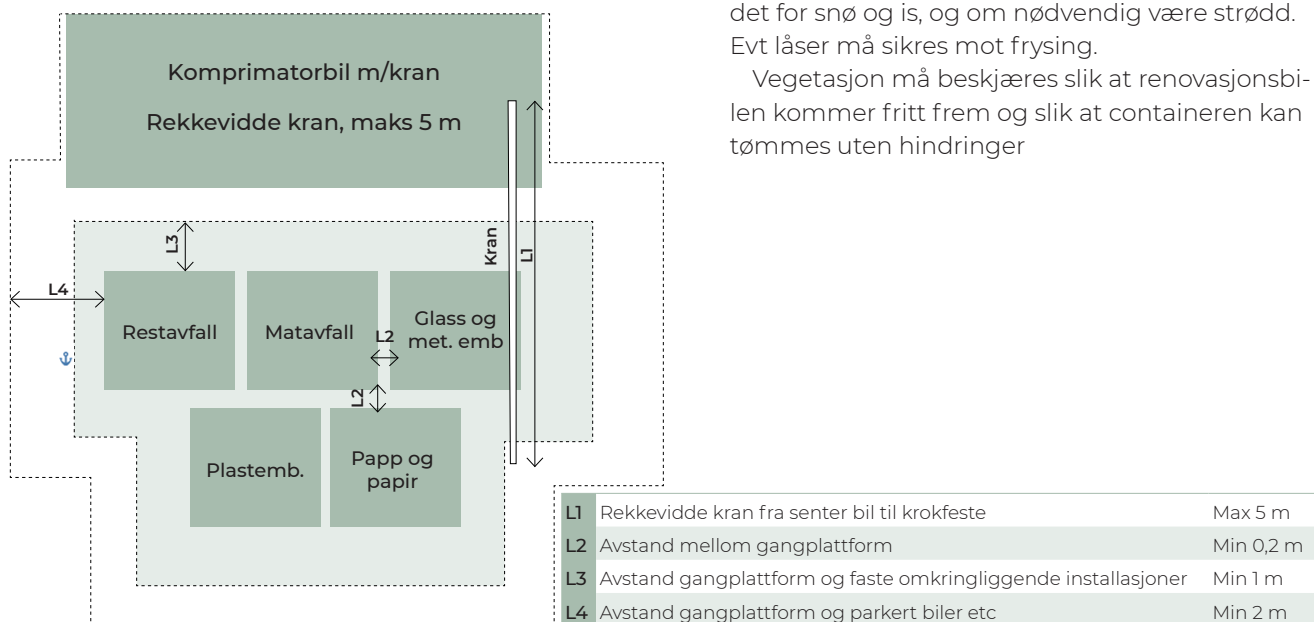 det for snø og is, og om nødvendig være strødd.
Evt låser må sikres mot frysing.
Vegetasjon må beskjæres slik at renovasjonsbi-
len kommer fritt frem og slik at containeren kan
tømmes uten hindringer
Komprimatorbil m/kran
Rekkevidde kran, maks 5 m
Kran
L1
L3
L4
Restavfall
Matavfall
L2
Glass og
met. emb
L2
Plastemb.
Papp og
papir
L1 Rekkevidde kran fra senter bil til krokfeste Max 5 m
L2 Avstand mellom gangplattform Min 0,2 m
L3 Avstand gangplattform og faste omkringliggende installasjoner Min 1 m
L4 Avstand gangplattform og parkert biler etc Min 2 m